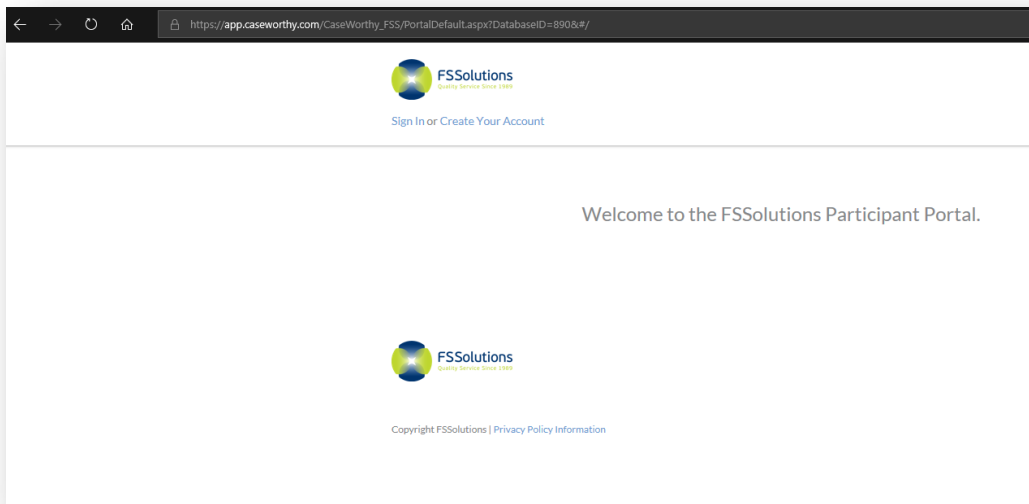 https://app.caseworthy.com/CaseWorthy_FSS/PortalDefault.aspx?DatabaseID=890&#/
FSSolutions
Quality Service Since 1989
Sign In or Create Your Account
Welcome to the FSSolutions Participant Portal.
FSSolutions
Quality Service Since 1989
Copyright FSSolutions | Privacy Policy Information